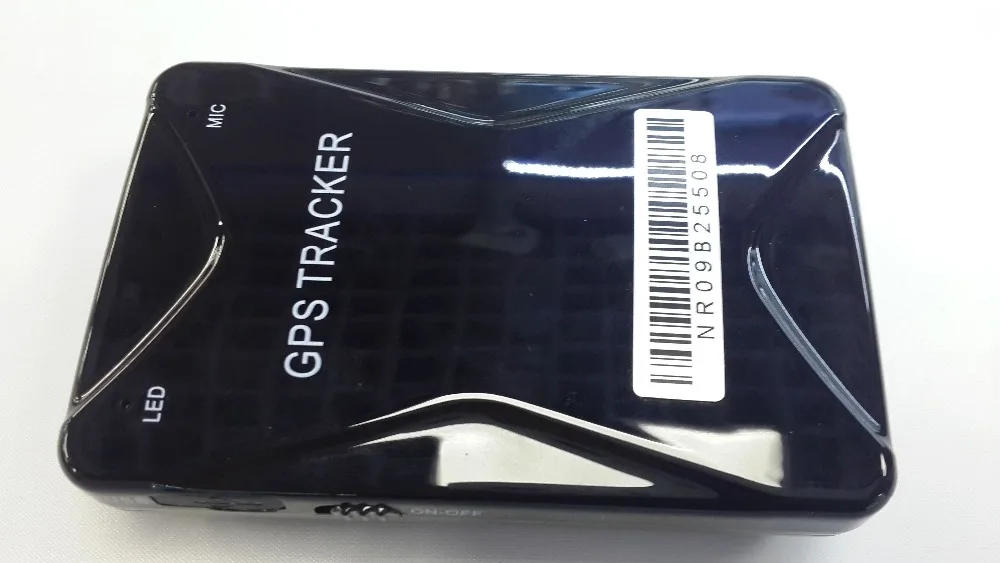 MIC
GPS TRACKER
LED
NR09B25508
ON-OFF